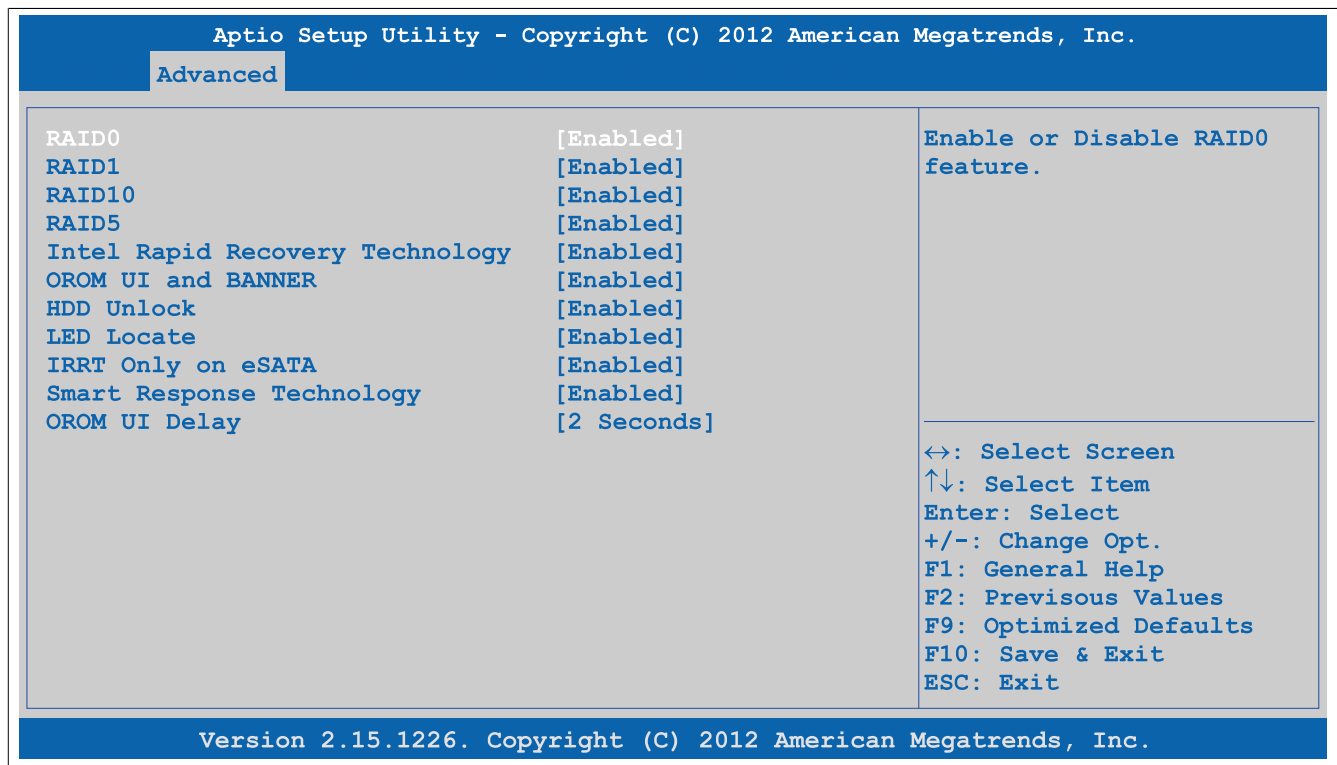 Aptio Setup Utility - Copyright (C) 2012 American Megatrends, Inc.
Advanced
RAID0 [Enabled]
RAID1 [Enabled]
RAID10 [Enabled]
RAID5 [Enabled]
Intel Rapid Recovery Technology [Enabled]
OROM UI and BANNER [Enabled]
HDD Unlock [Enabled]
LED Locate [Enabled]
IRRT Only on eSATA [Enabled]
Smart Response Technology [Enabled]
OROM UI Delay [2 Seconds]
Enable or Disable RAID0
feature.
↔: Select Screen
↑↓: Select Item
Enter: Select
+/-: Change Opt.
F1: General Help
F2: Previsous Values
F9: Optimized Defaults
F10: Save & Exit
ESC: Exit
Version 2.15.1226. Copyright (C) 2012 American Megatrends, Inc.